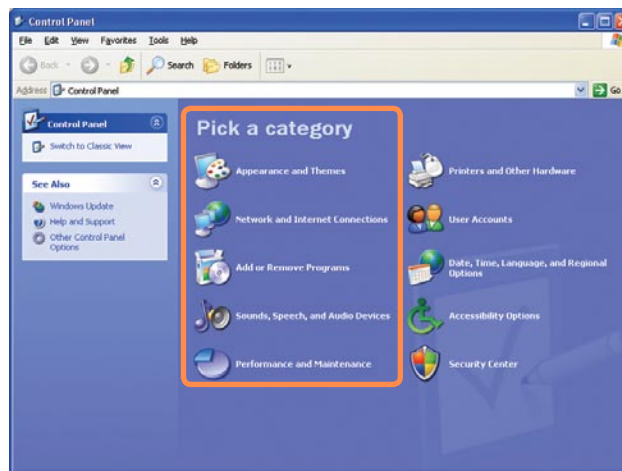 Control Panel
File Edit View Favorites Tools Help
Back Search Folders
Address Control Panel Go
Control Panel
Switch to Classic View
See Also
Windows Update
Help and Support
Other Control Panel
Options
Pick a category
Appearance and Themes
Printers and Other Hardware
Network and Internet Connections
User Accounts
Add or Remove Programs
Date, Time, Language, and Regional
Options
Sounds, Speech, and Audio Devices
Accessibility Options
Performance and Maintenance
Security Center